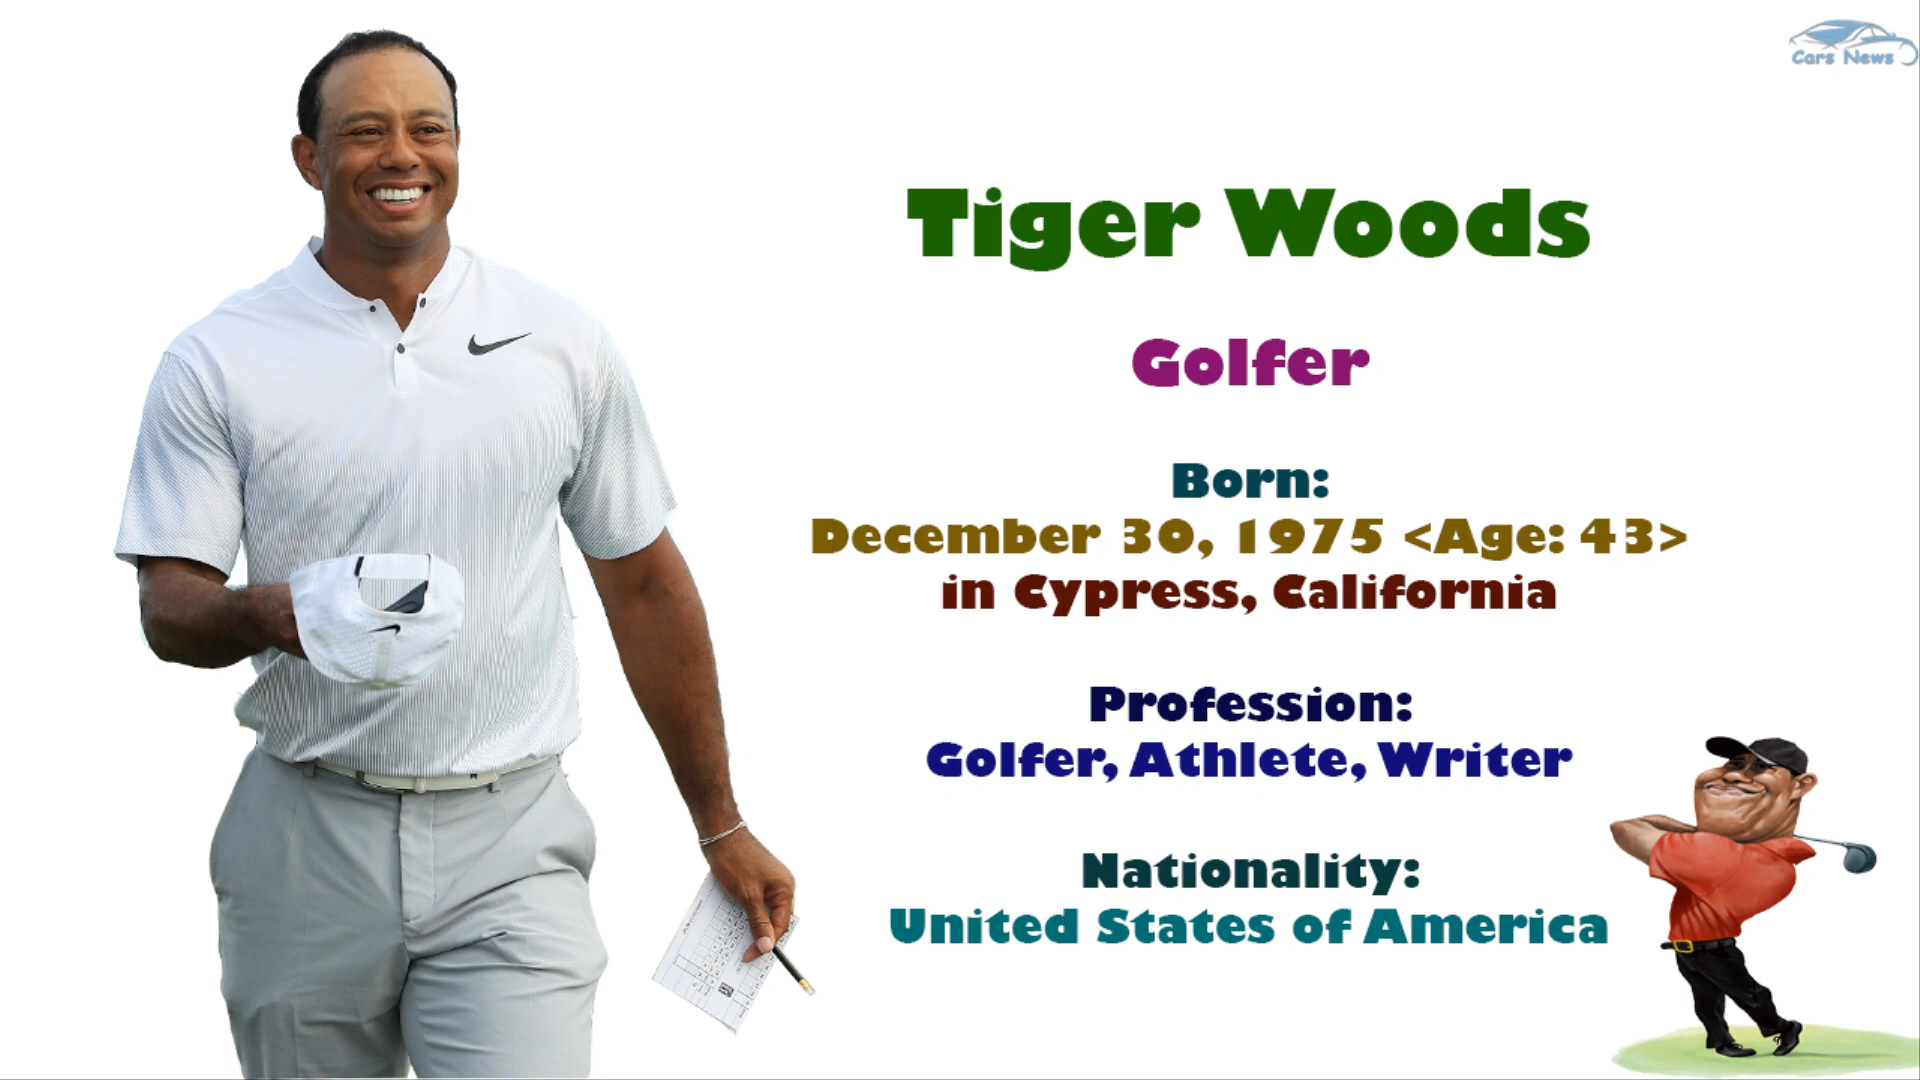 Cars News
Tiger Woods
Golfer
Born:
December 30, 1975 <Age: 43>
in Cypress, California
Profession:
Golfer, Athlete, Writer
Nationality:
United States of America